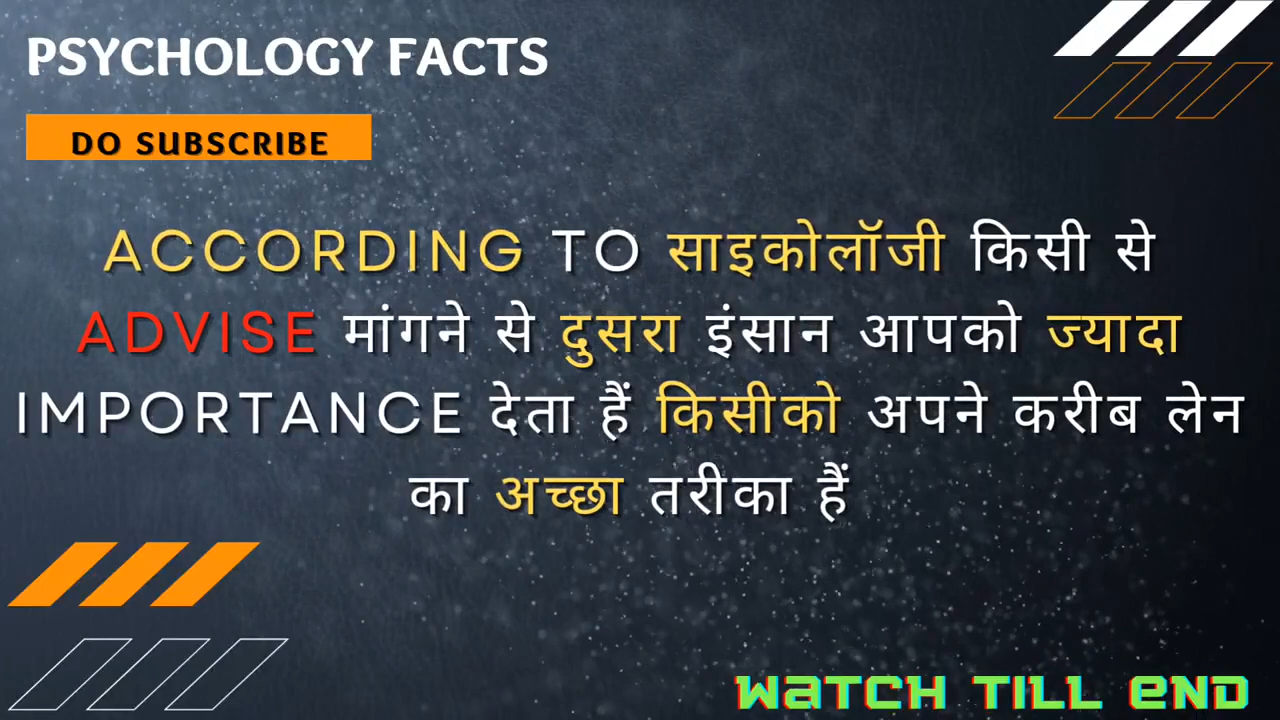 PSYCHOLOGY FACTS
DO SUBSCRIBE
ACCORDING TO साइकोलॉजी किसी से
ADVISE मांगने से दुसरा इंसान आपको ज्यादा
IMPORTANCE देता हैं किसीको अपने करीब लेन
का अच्छा तरीका हैं
WATCH TILL END